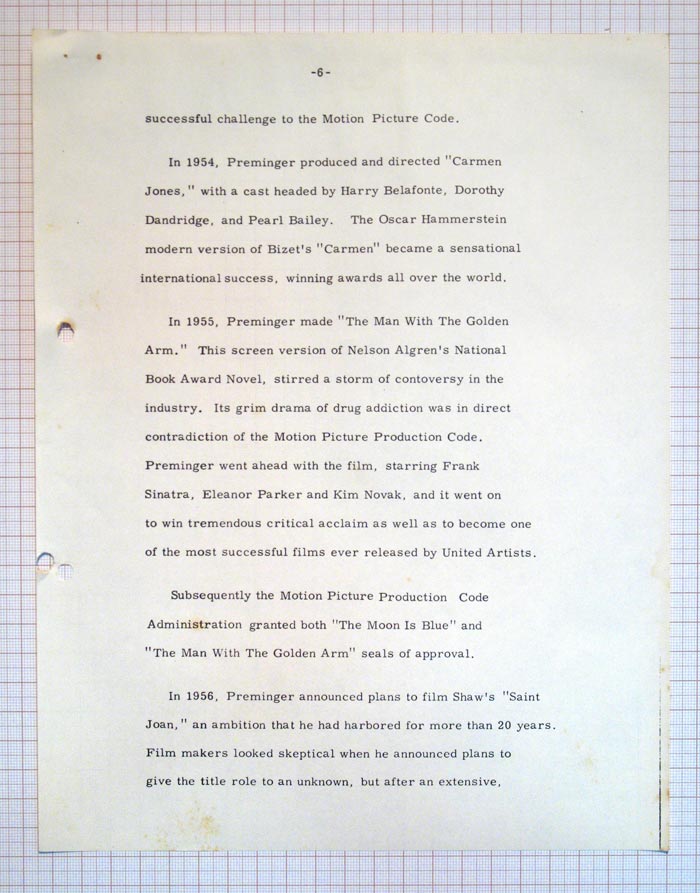 -6-
successful challenge to the Motion Picture Code.
In 1954, Preminger produced and directed "Carmen
Jones," with a cast headed by Harry Belafonte, Dorothy
Dandridge, and Pearl Bailey. The Oscar Hammerstein
modern version of Bizet's "Carmen" became a sensational
international success, winning awards all over the world.
In 1955, Preminger made "The Man With The Golden
Arm." This screen version of Nelson Algren's National
Book Award Novel, stirred a storm of contoversy in the
industry. Its grim drama of drug addiction was in direct
contradiction of the Motion Picture Production Code.
Preminger went ahead with the film, starring Frank
Sinatra, Eleanor Parker and Kim Novak, and it went on
to win tremendous critical acclaim as well as to become one
of the most successful films ever released by United Artists.
Subsequently the Motion Picture Production Code
Administration granted both "The Moon Is Blue" and
"The Man With The Golden Arm" seals of approval.
In 1956, Preminger announced plans to film Shaw's "Saint
Joan," an ambition that he had harbored for more than 20 years.
Film makers looked skeptical when he announced plans to
give the title role to an unknown, but after an extensive,